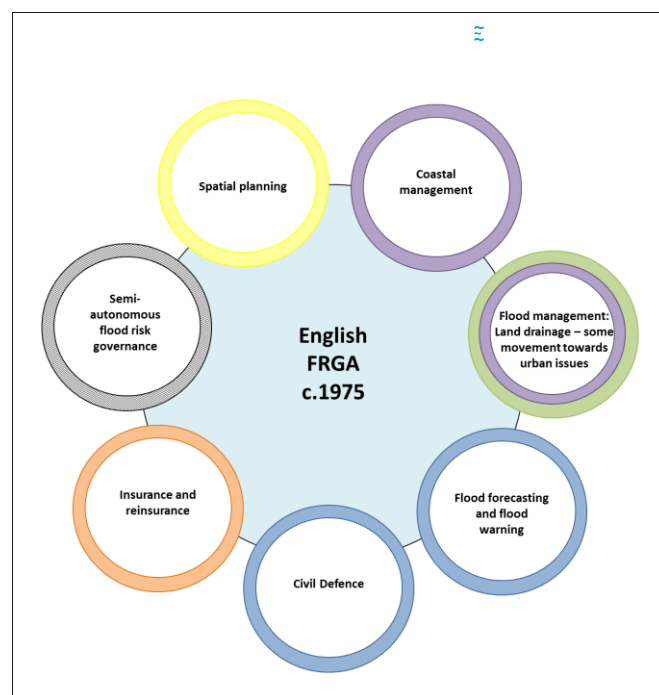 Spatial planning
Coastal
management
Semi-
autonomous
flood risk
governance
English
FRGA
c.1975
Flood management:
Land drainage – some
movement towards
urban issues
Insurance and
reinsurance
Flood forecasting
and flood
warning
Civil Defence